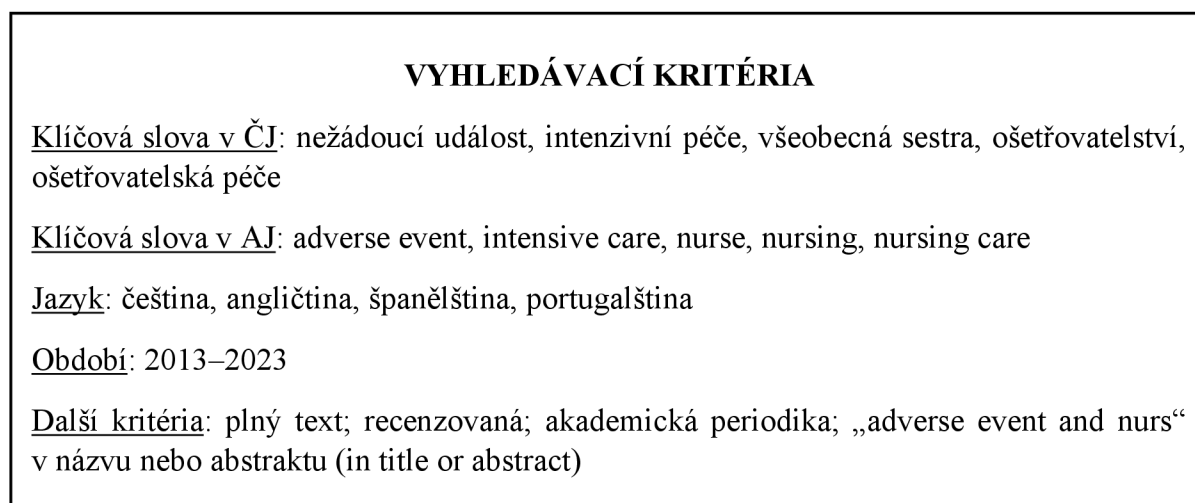 VYHLEDÁVACÍ KRITÉRIA
Klíčová slova v ČJ: nežádoucí událost, intenzivní péče, všeobecná sestra, ošetřovatelství,
ošetřovatelská péče
Klíčová slova v AJ: adverse event, intensive care, nurse, nursing, nursing care
Jazyk: čeština, angličtina, španělština, portugalština
Období: 2013–2023
Další kritéria: plný text; recenzovaná; akademická periodika; „adverse event and nurs“
v názvu nebo abstraktu (in title or abstract)